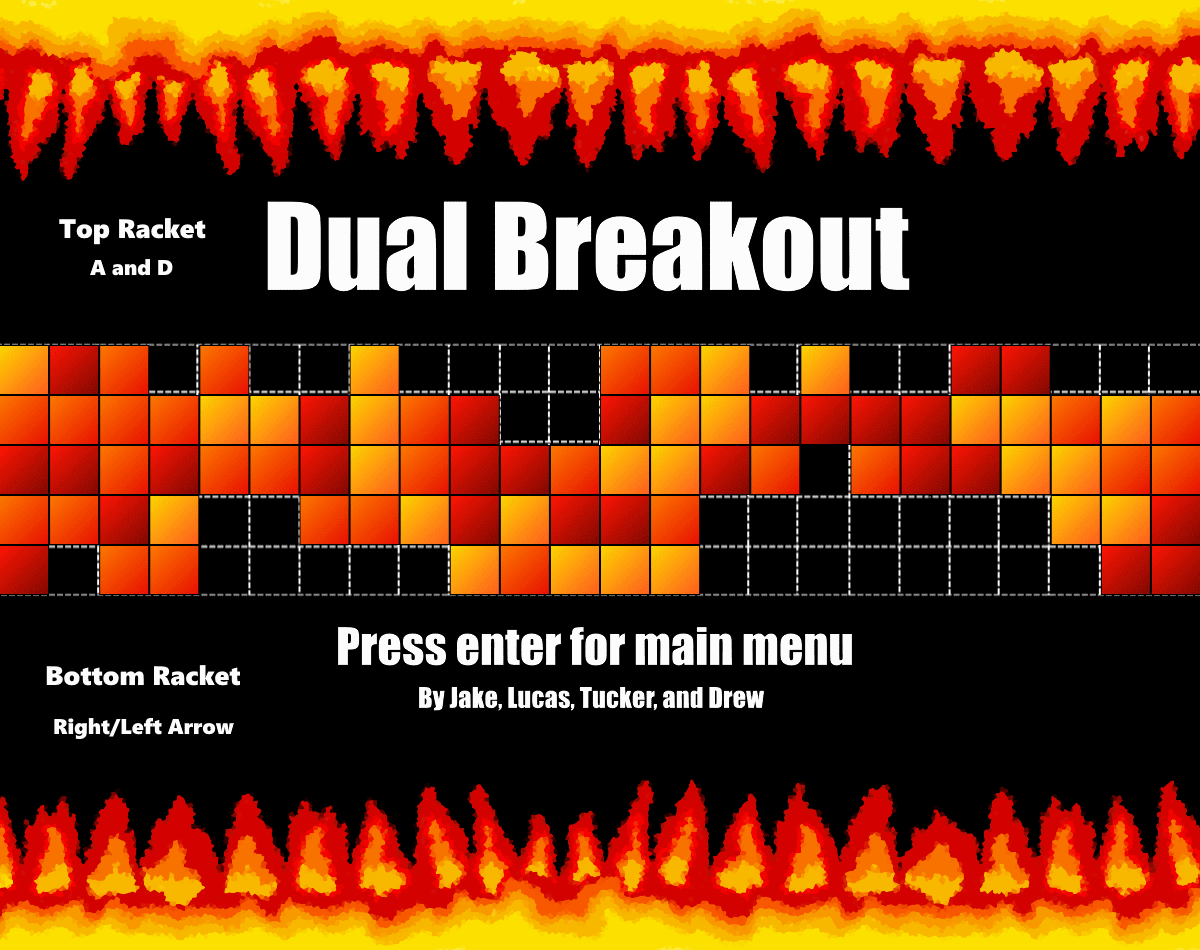 Top Racket
A and D
Dual Breakout
Press enter for main menu
By Jake, Lucas, Tucker, and Drew
Bottom Racket
Right/Left Arrow